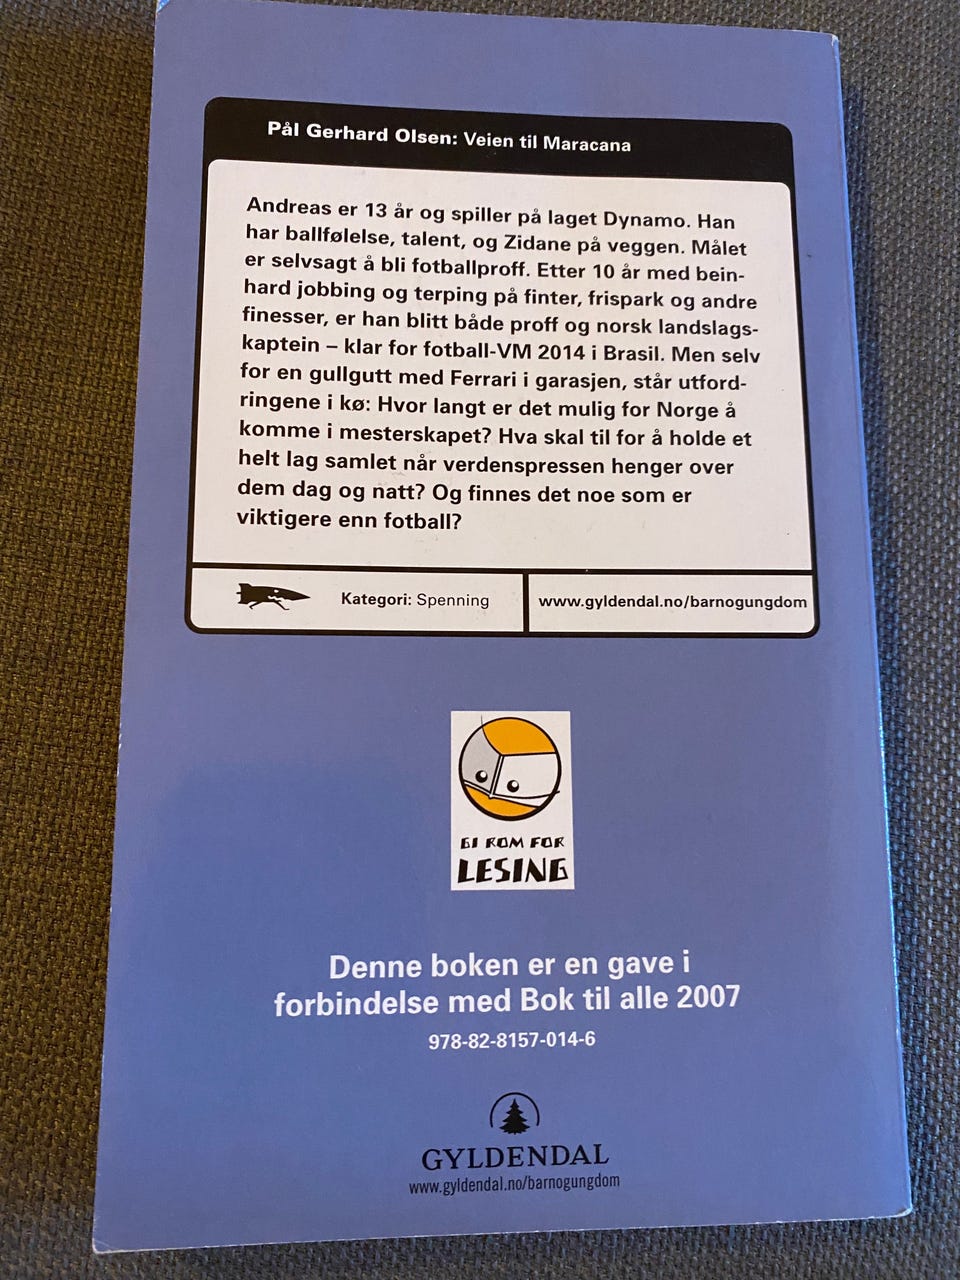 Pål Gerhard Olsen: Veien til Maracana
Andreas er 13 år og spiller på laget Dynamo. Han
har ballfølelse, talent, og Zidane på veggen. Målet
er selvsagt å bli fotballproff. Etter 10 år med bein-
hard jobbing og terping på finter, frispark og andre
finesser, er han blitt både proff og norsk landslags-
kaptein – klar for fotball-VM 2014 i Brasil. Men selv
for en gullgutt med Ferrari i garasjen, står utford-
ringene i kø: Hvor langt er det mulig for Norge å
komme i mesterskapet? Hva skal til for å holde et
helt lag samlet når verdenspressen henger over
dem dag og natt? Og finnes det noe som er
viktigere enn fotball?
Kategori: Spenning
www.gyldendal.no/barnogungdom
GI ROM FOR
LESING
Denne boken er en gave i
forbindelse med Bok til alle 2007
978-82-8157-014-6
GYLDENDAL
www.gyldendal.no/barnogungdom